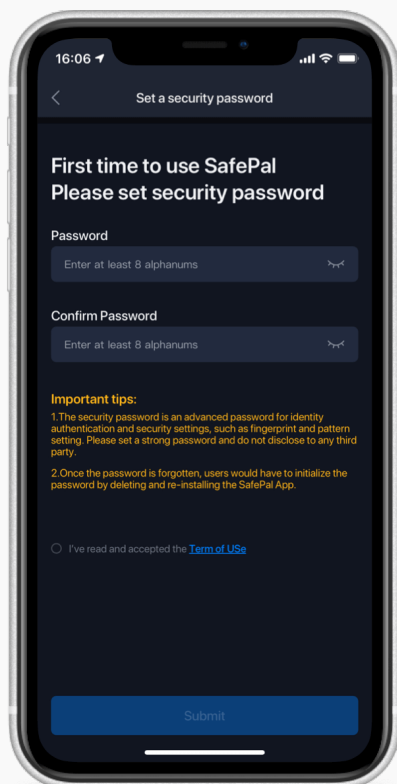 16:06
Set a security password
First time to use SafePal
Please set security password
Password
Enter at least 8 alphanums
Confirm Password
Enter at least 8 alphanums
Important tips:
1.The security password is an advanced password for identity
authentication and security settings, such as fingerprint and pattern
setting. Please set a strong password and do not disclose to any third
party.
2.Once the password is forgotten, users would have to initialize the
password by deleting and re-installing the SafePal App.
I've read and accepted the Term of USe
Submit